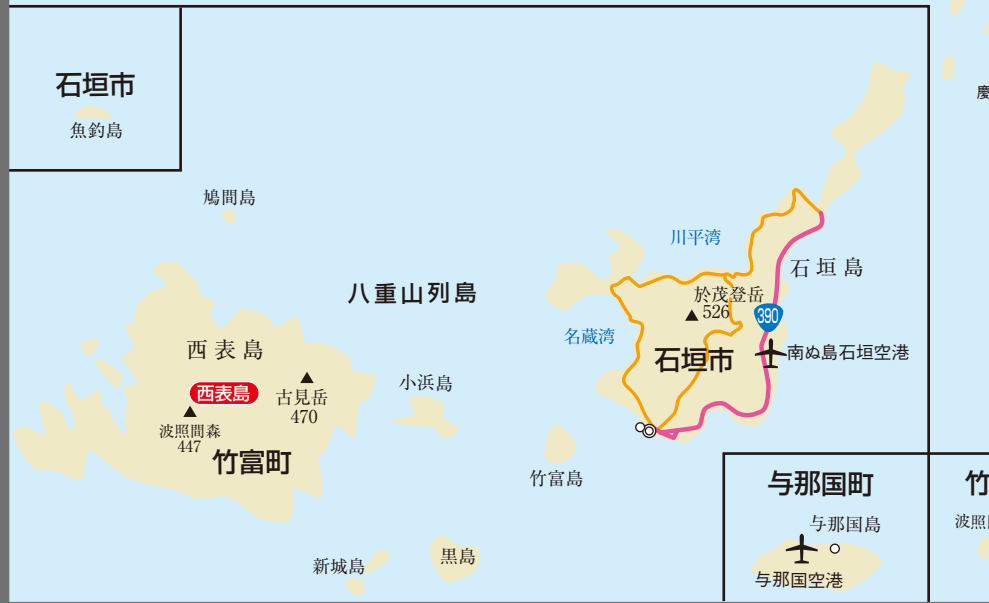 石垣市
魚釣島
慶
鳩間島
川平湾
石垣島
八重山列島
於茂登岳
526
390
名蔵湾
石垣市
南ぬ島石垣空港
西表島
西表島
古見岳
470
小浜島
波照間森
447
竹富町
竹富島
新城島
黒島
与那国町
与那国島
与那国空港
竹
波照